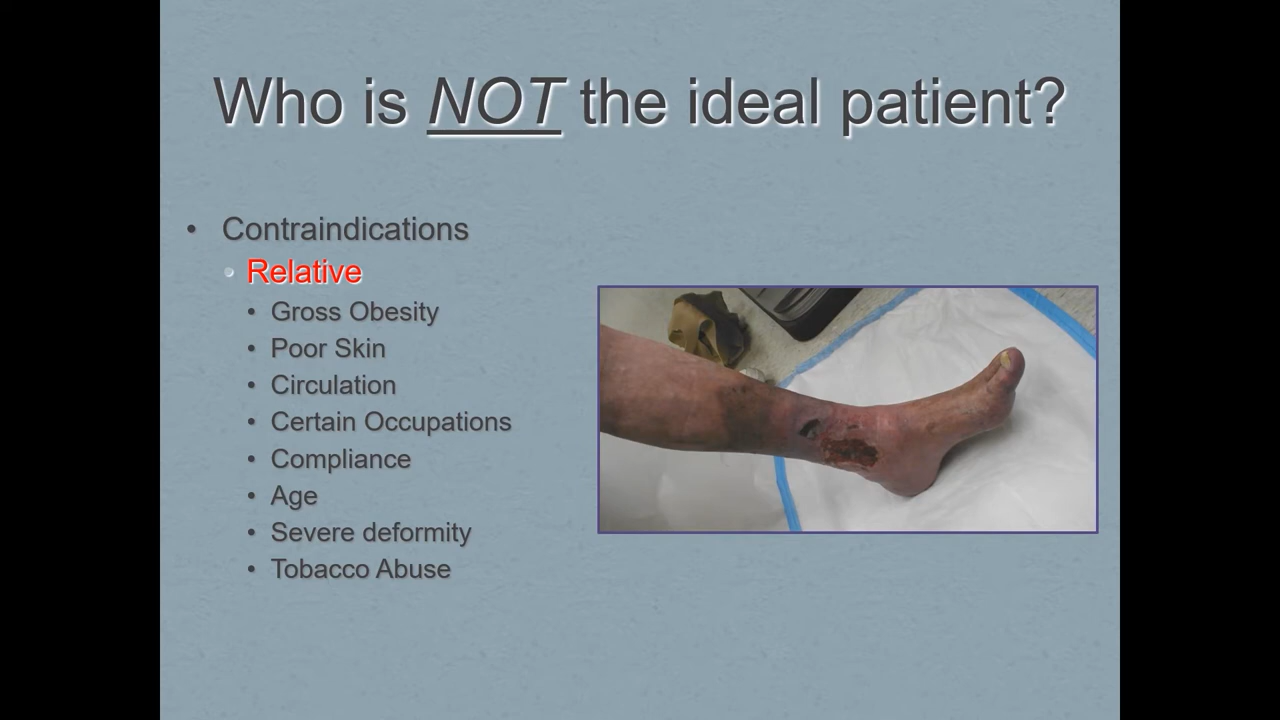 Who is NOT the ideal patient?
• Contraindications
• Relative
• Gross Obesity
• Poor Skin
• Circulation
• Certain Occupations
• Compliance
• Age
• Severe deformity
• Tobacco Abuse